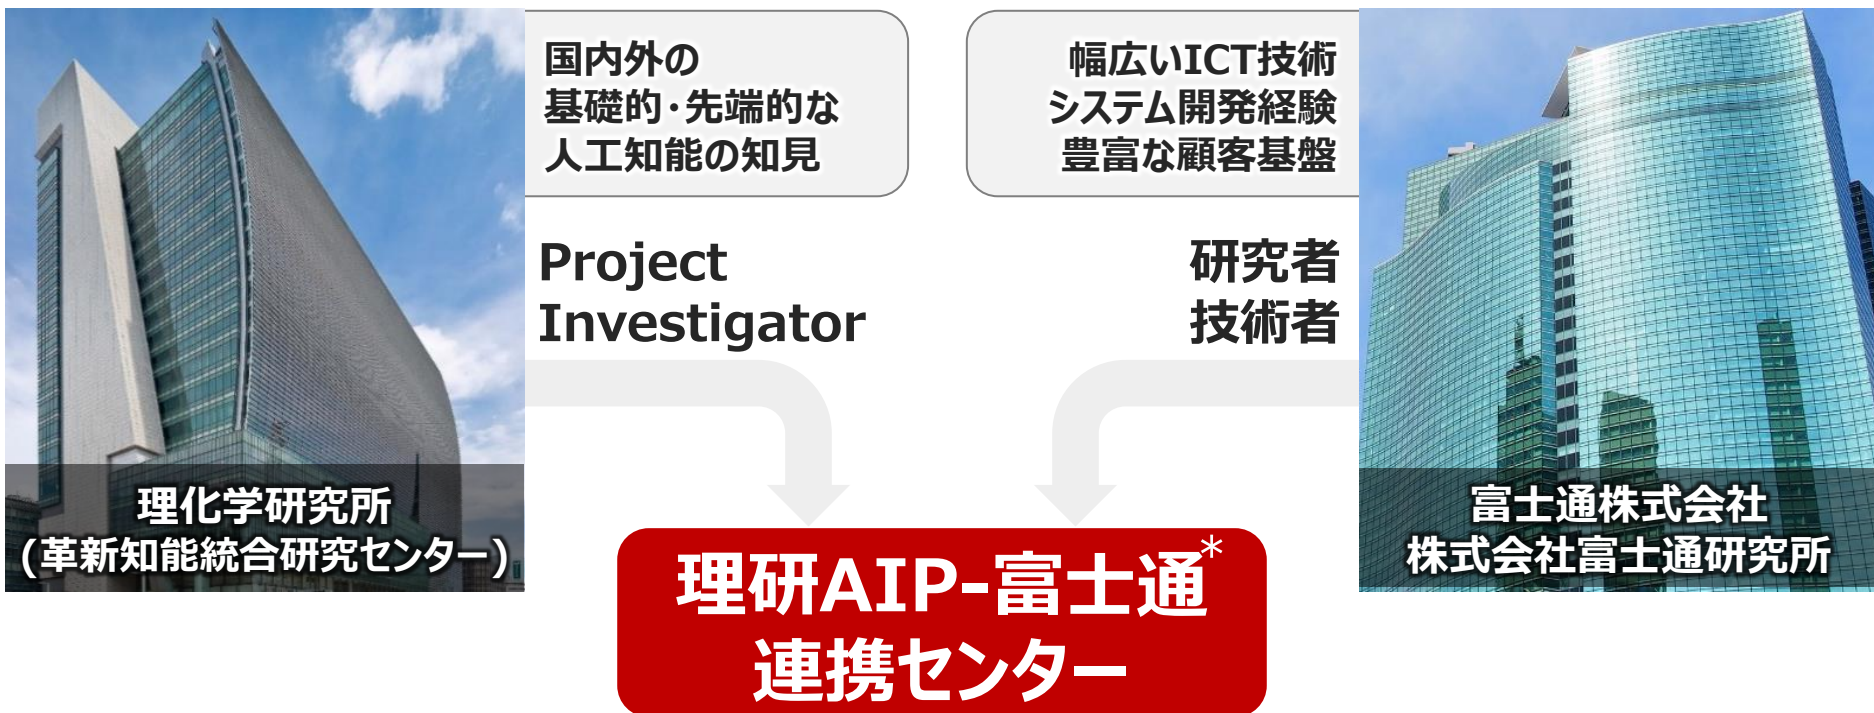 国内外の
基礎的・先端的な
人工知能の知見
幅広いICT技術
システム開発経験
豊富な顧客基盤
Project
Investigator
研究者
技術者
理化学研究所
(革新知能統合研究センター)
富士通株式会社
株式会社富士通研究所
理研AIP-富士通*
連携センター